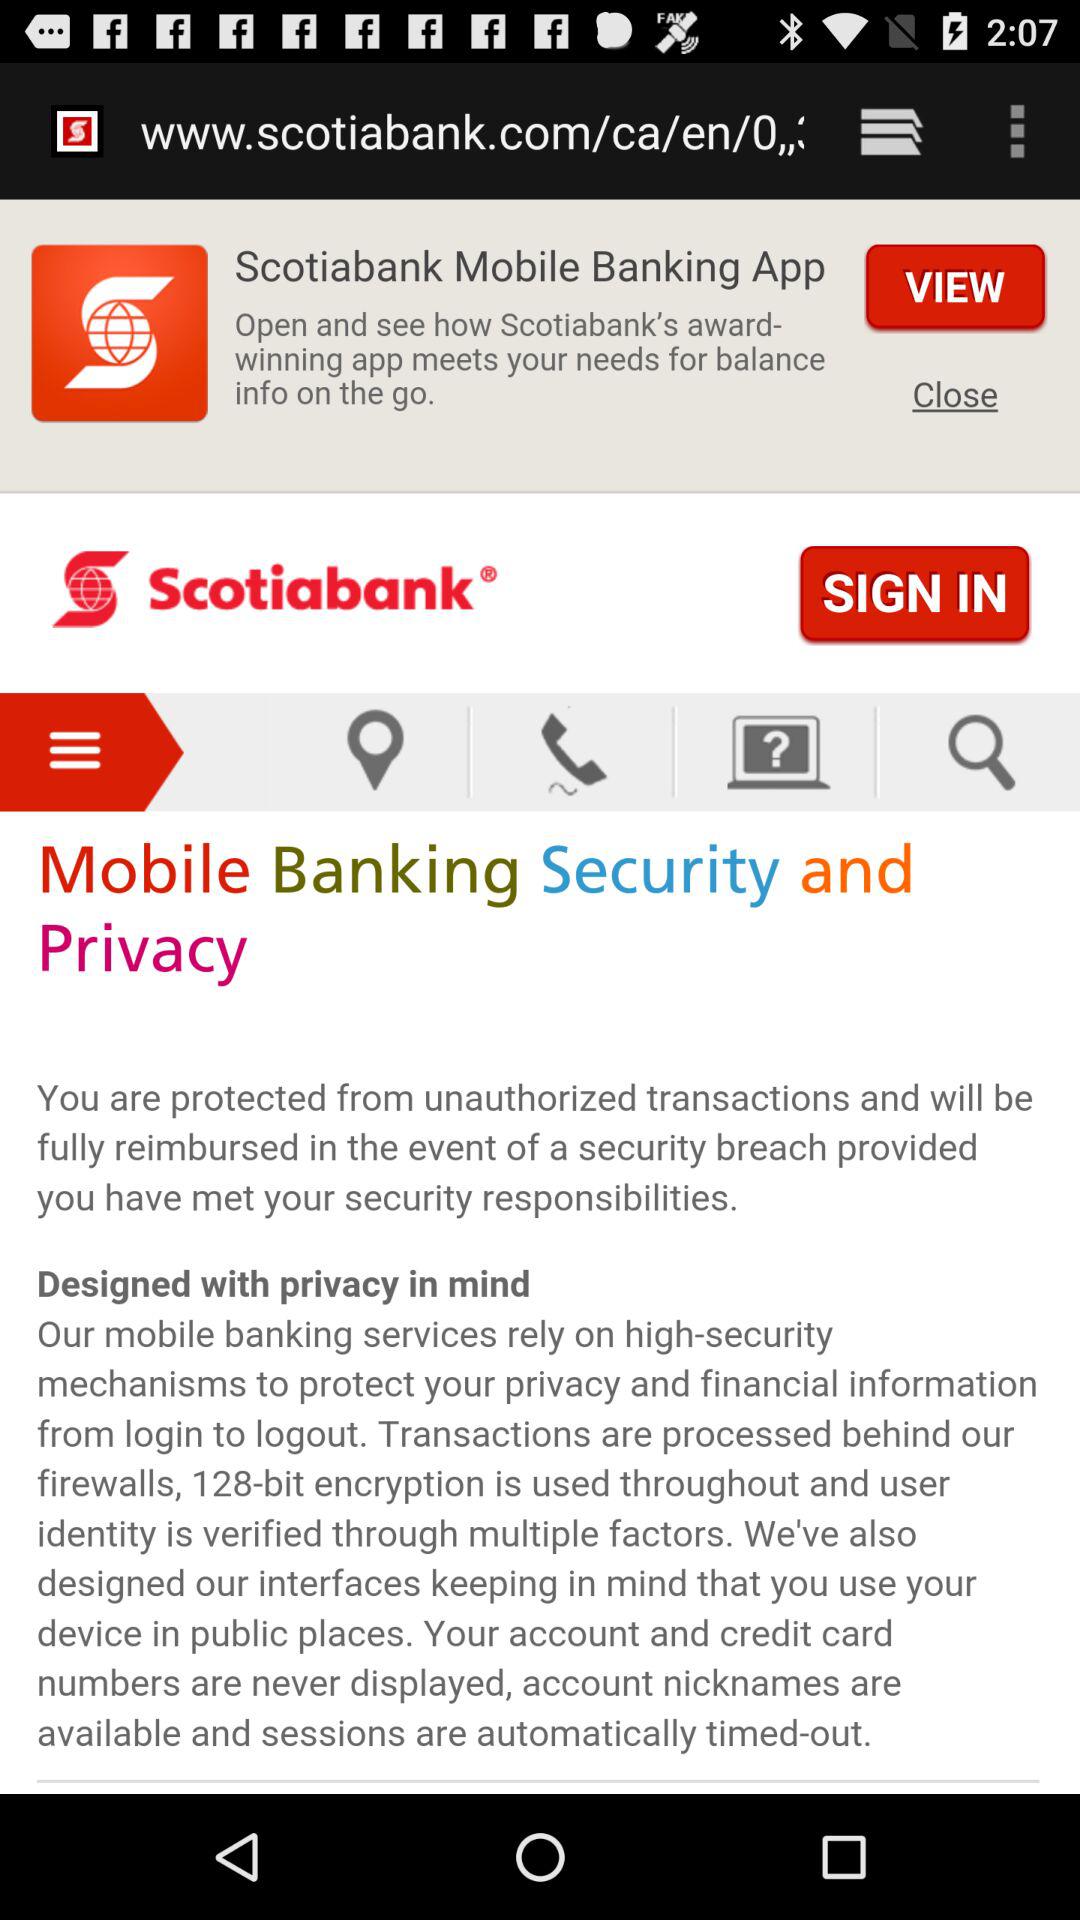 FAKE
2:07
www.scotiabank.com/ca/en/0,,
Scotiabank Mobile Banking App
VIEW
Open and see how Scotiabank’s award-
winning app meets your needs for balance
info on the go.
Close
Scotiabank®
SIGN IN
Mobile Banking Security and
Privacy
You are protected from unauthorized transactions and will be
fully reimbursed in the event of a security breach provided
you have met your security responsibilities.
Designed with privacy in mind
Our mobile banking services rely on high-security
mechanisms to protect your privacy and financial information
from login to logout. Transactions are processed behind our
firewalls, 128-bit encryption is used throughout and user
identity is verified through multiple factors. We've also
designed our interfaces keeping in mind that you use your
device in public places. Your account and credit card
numbers are never displayed, account nicknames are
available and sessions are automatically timed-out.